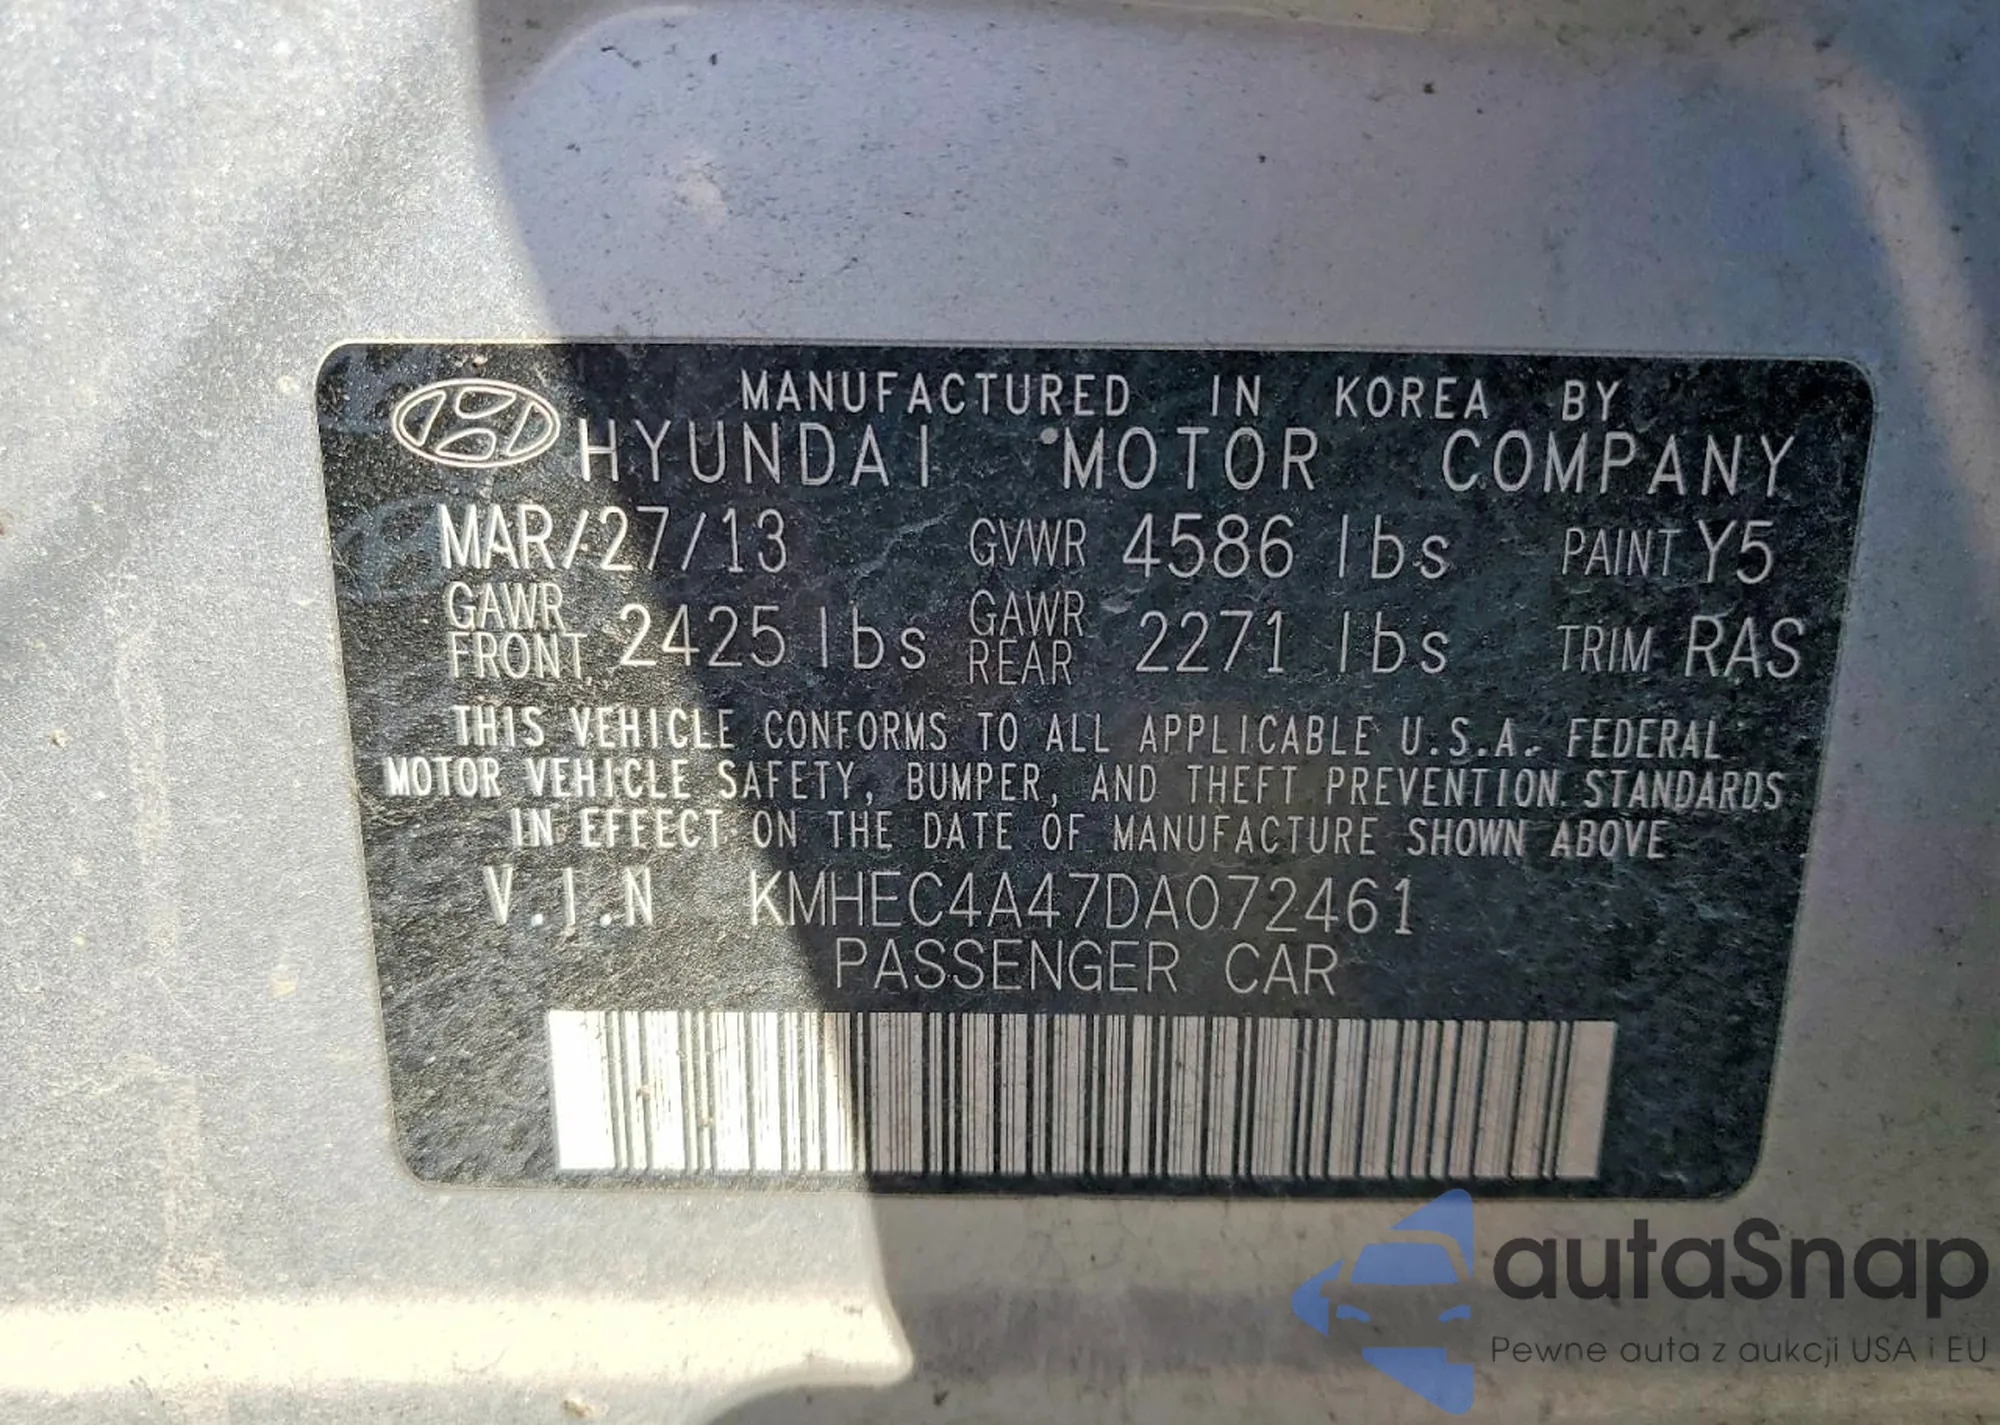 MANUFACTURED IN KOREA BY
HYUNDAI MOTOR COMPANY
MAR/27/13 GVWR 4586 lbs PAINT Y5
GAWR FRONT 2425 lbs GAWR REAR 2271 lbs TRIM RAS
THIS VEHICLE CONFORMS TO ALL APPLICABLE U.S.A. FEDERAL
MOTOR VEHICLE SAFETY, BUMPER, AND THEFT PREVENTION STANDARDS
IN EFFECT ON THE DATE OF MANUFACTURE SHOWN ABOVE
V.I.N KMHEC4A47DA072461
PASSENGER CAR
autaSnap
Pewne auta z aukcji USA i EU